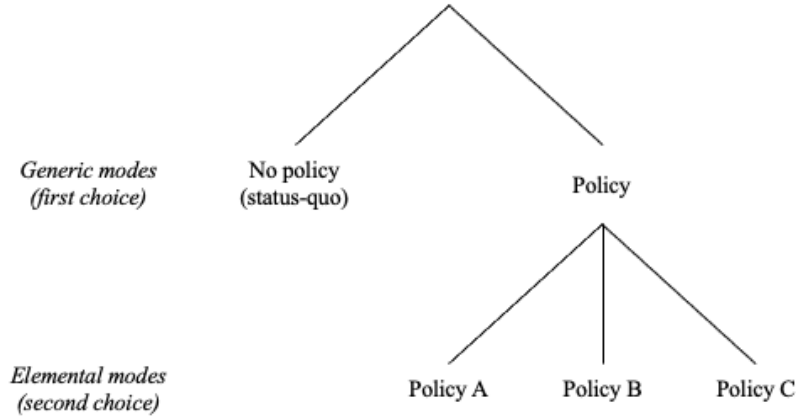 Generic modes
(first choice)
No policy
(status-quo)
Policy
Elemental modes
(second choice)
Policy A
Policy B
Policy C